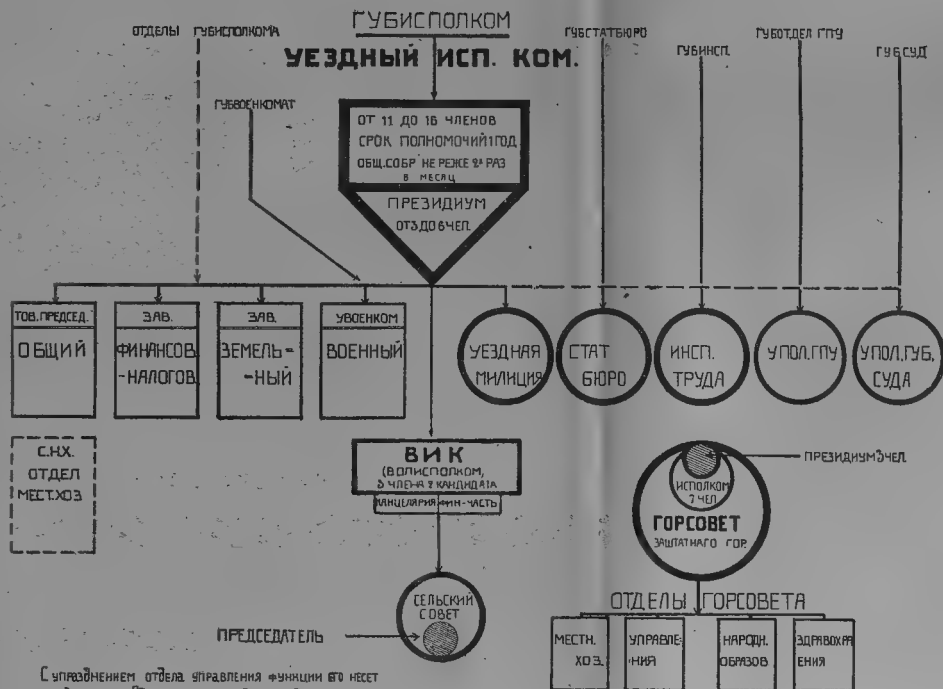 ГУБИСПОЛКОМ
ОТДЕЛЫ ГУБИСПОЛКОМА
ГУБСТАТБЮРО
ГУБОТДЕЛ ГПУ
УЕЗДНЫЙ ИСП. КОМ.
ГУБИНСП.
ГУБСУД
ГУБВОЕНКОМАТ
ОТ 11 ДО 16 ЧЛЕНОВ
СРОК ПОЛНОМОЧИЙ 1 ГОД
ОБЩ. СОБР НЕ РЕЖЕ 2Х РАЗ
В МЕСЯЦ
ПРЕЗИДИУМ
ОТ 3 ДО 6 ЧЕЛ.
ТОВ. ПРЕДСЕД.
ОБЩИЙ
ЗАВ.
ФИНАНСОВ
-НАЛОГОВ.
ЗАВ.
ЗЕМЕЛЬ=
=НЫЙ
УВОЕНКОМ
ВОЕННЫЙ
УЕЗДНАЯ
МИЛИЦИЯ
СТАТ
БЮРО
ИНСП.
ТРУДА
УПОЛ. ГПУ
УПОЛ. ГУБ,
СУДА
С.Н.Х.
ОТДЕЛ
МЕСТ.ХОЗ
ВИК
(ВОЛИСПОЛКОМ,
3 ЧЛЕНА 2 КАНДИДАТА
КАНЦЕЛАРИЯ ФИН-ЧАСТЬ
ПРЕЗИДИУМ 3 ЧЕЛ
ИСПОЛКОМ
7 ЧЕЛ
ГОРСОВЕТ
ЗАШТАТНАГО ГОР.
СЕЛЬСКИЙ
СОВЕТ
ПРЕДСЕДАТЕЛЬ
ОТДЕЛЫ ГОРСОВЕТА
МЕСТН.
ХОЗ.
УПРАВЛЕ-
-НИЯ
НАРОДН.
ОБРАЗОВ
ЗДРАВОХРА
ЕНИЯ
С УПРАЗДНЕНИЕМ ОТДЕЛА УПРАВЛЕНИЯ ФУНКЦИИ ЕГО НЕСЕТ